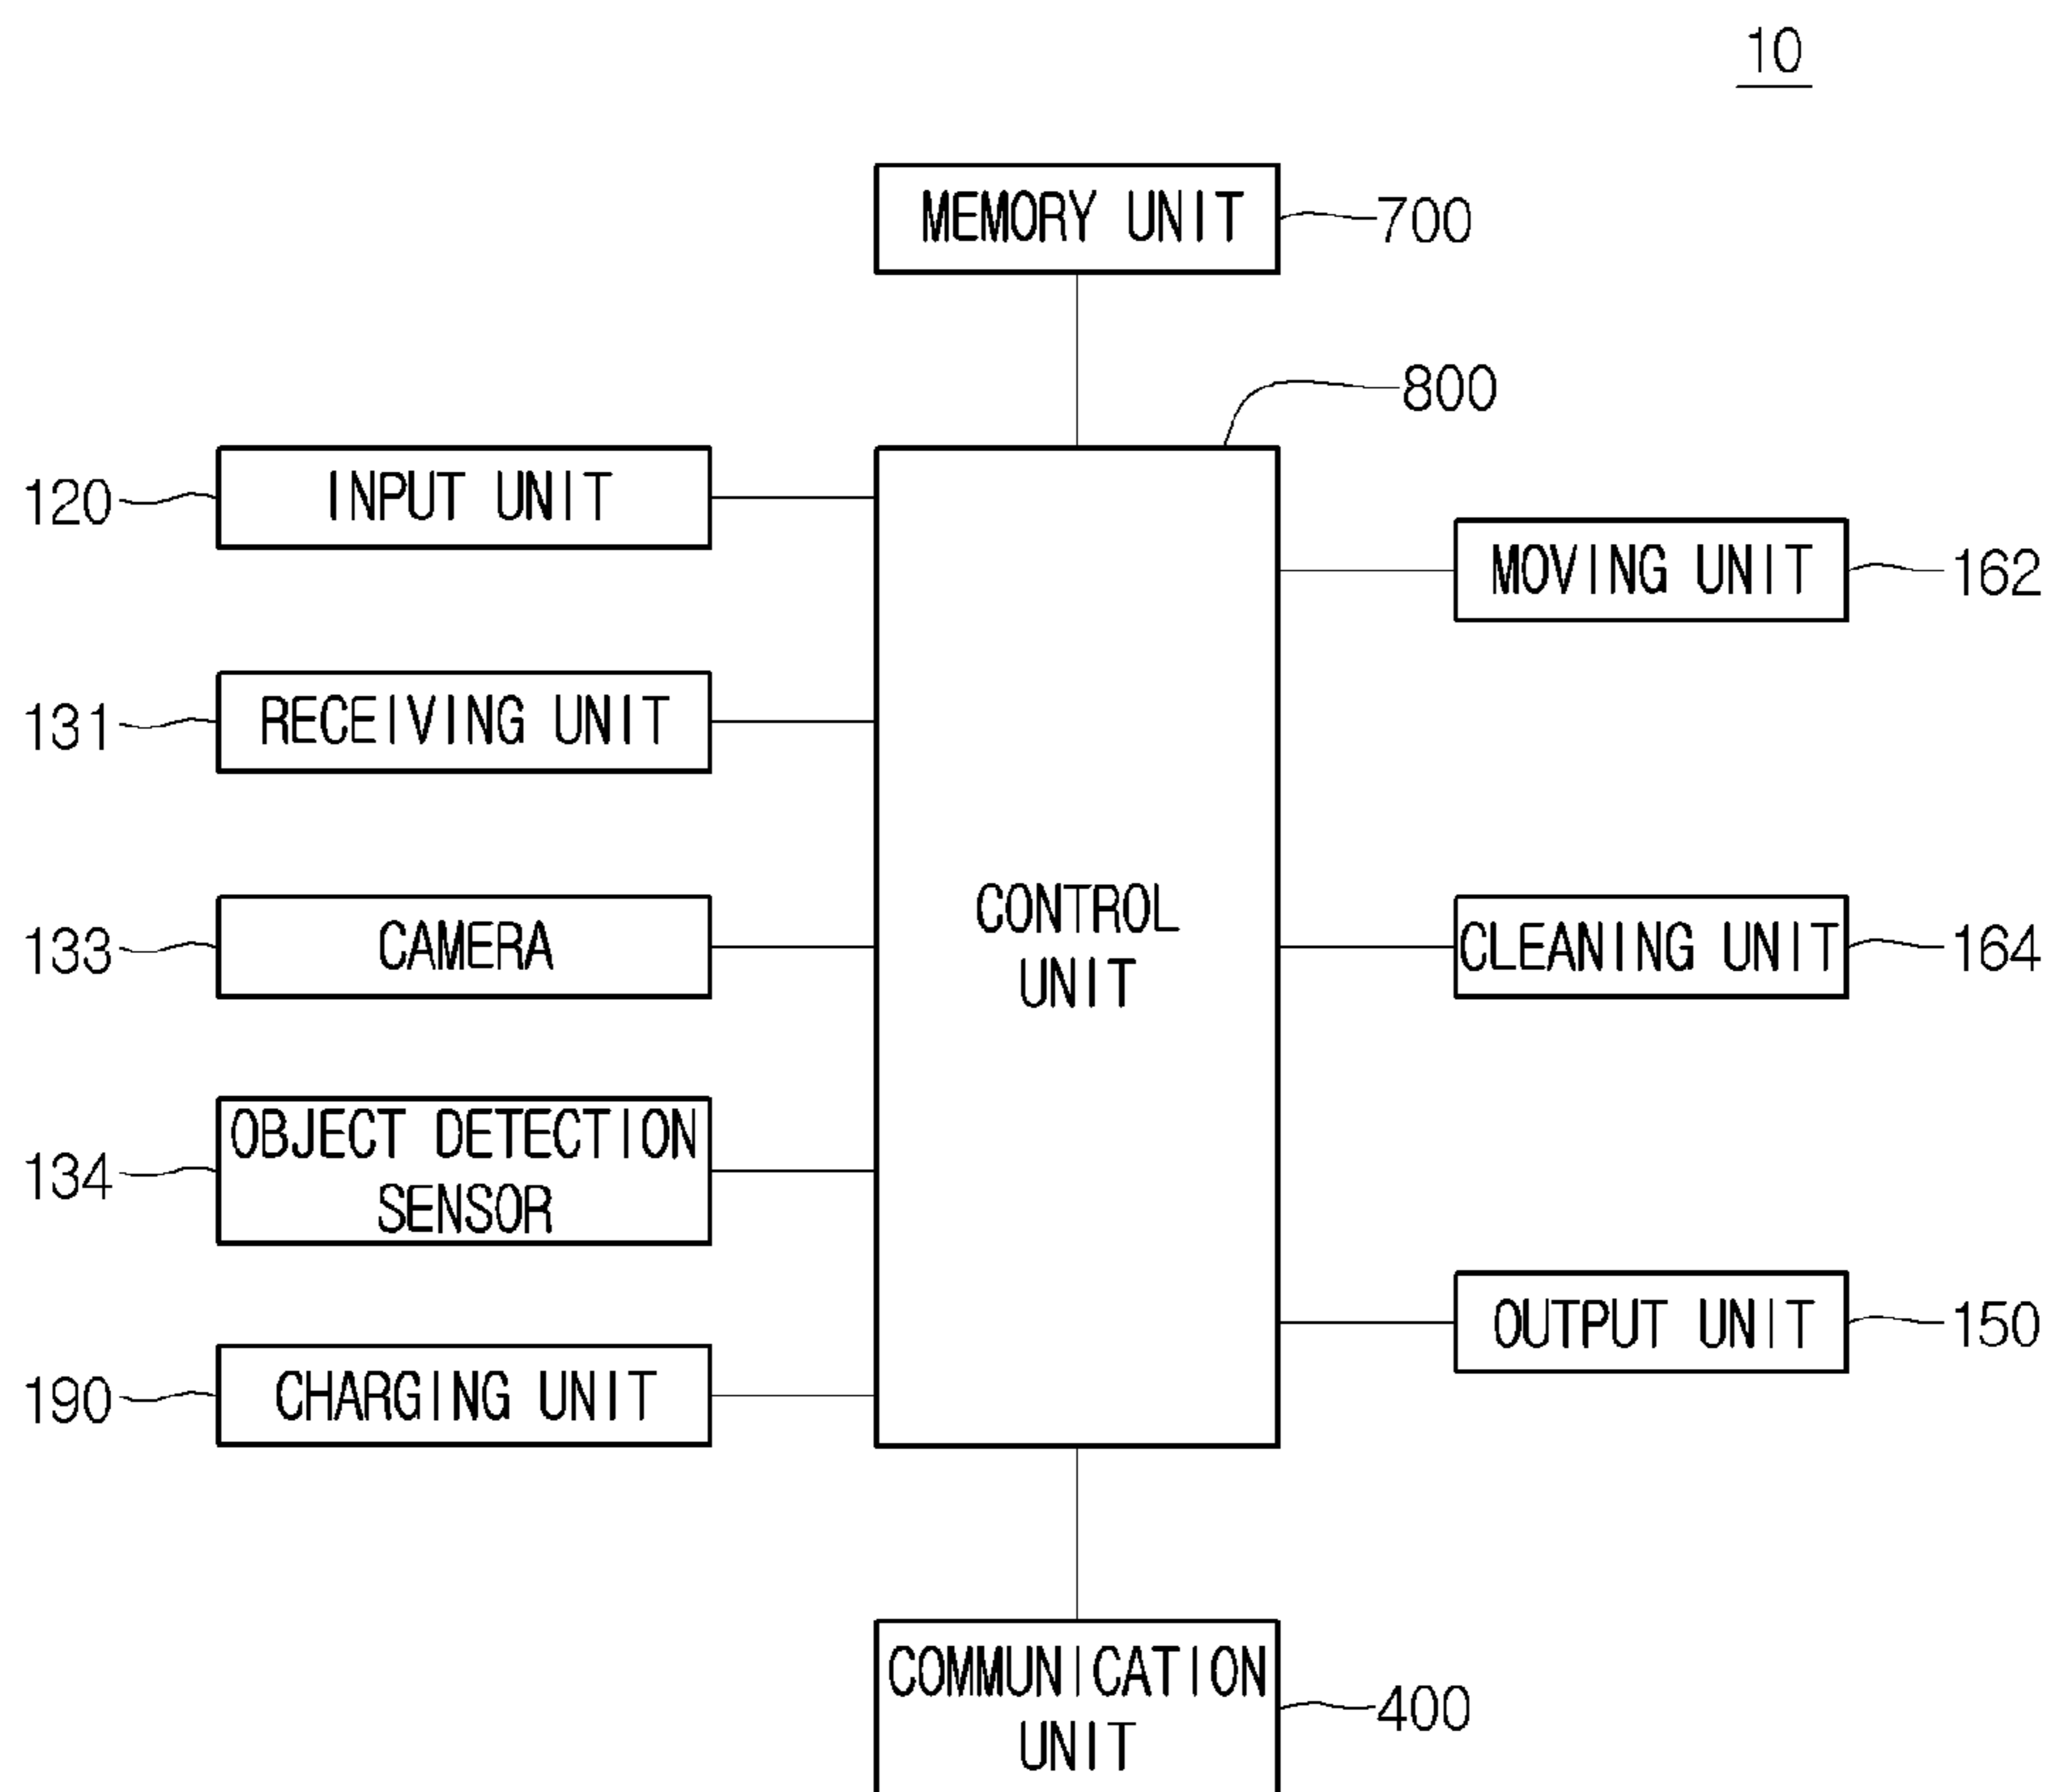 10
MEMORY UNIT
700
800
120
INPUT UNIT
MOVING UNIT
162
131
RECEIVING UNIT
133
CAMERA
CONTROL
UNIT
CLEANING UNIT
164
134
OBJECT DETECTION
SENSOR
OUTPUT UNIT
150
190
CHARGING UNIT
COMMUNICATION
UNIT
400